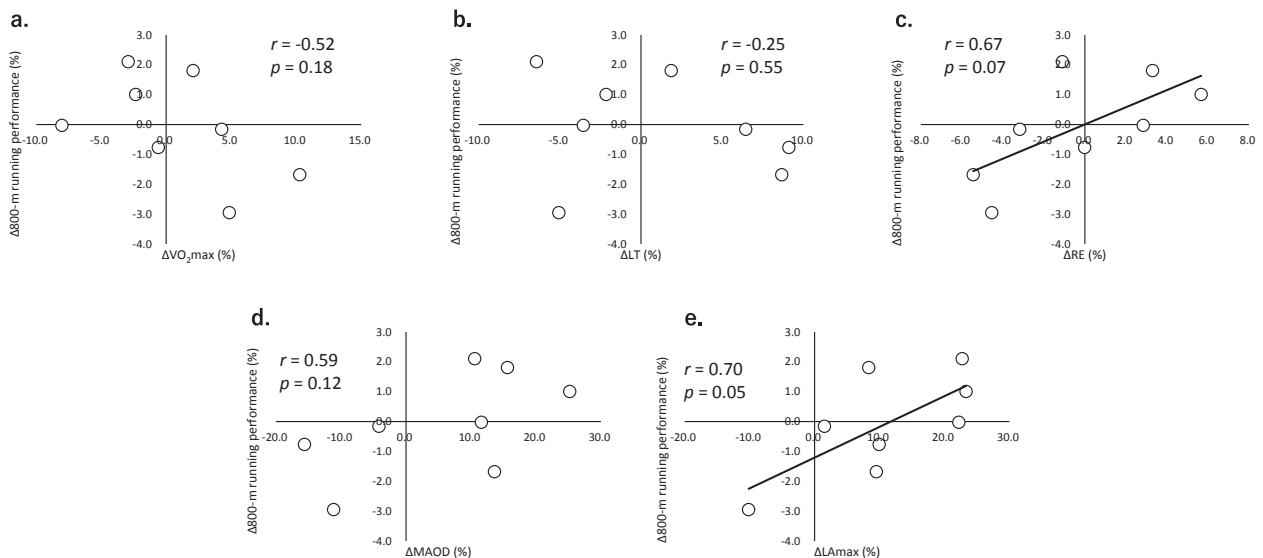 a.
Δ800-m running performance (%)
3.0
2.0
1.0
0.0
-1.0
-2.0
-3.0
-4.0
-10.0 -5.0 0.0 5.0 10.0 15.0
r = -0.52
p = 0.18
ΔVO₂max (%)
b.
Δ800-m running performance (%)
3.0
2.0
1.0
0.0
-1.0
-2.0
-3.0
-4.0
-10.0 -5.0 0.0 5.0 10.0
r = -0.25
p = 0.55
ΔLT (%)
c.
Δ800-m running performance (%)
3.0
2.0
1.0
0.0
-1.0
-2.0
-3.0
-4.0
-8.0 -6.0 -4.0 -2.0 0.0 2.0 4.0 6.0 8.0
r = 0.67
p = 0.07
ΔRE (%)
d.
Δ800-m running performance (%)
3.0
2.0
1.0
0.0
-1.0
-2.0
-3.0
-4.0
-20.0 -10.0 0.0 10.0 20.0 30.0
r = 0.59
p = 0.12
ΔMAOD (%)
e.
Δ800-m running performance (%)
3.0
2.0
1.0
0.0
-1.0
-2.0
-3.0
-4.0
-20.0 -10.0 0.0 10.0 20.0 30.0
r = 0.70
p = 0.05
ΔLAmax (%)